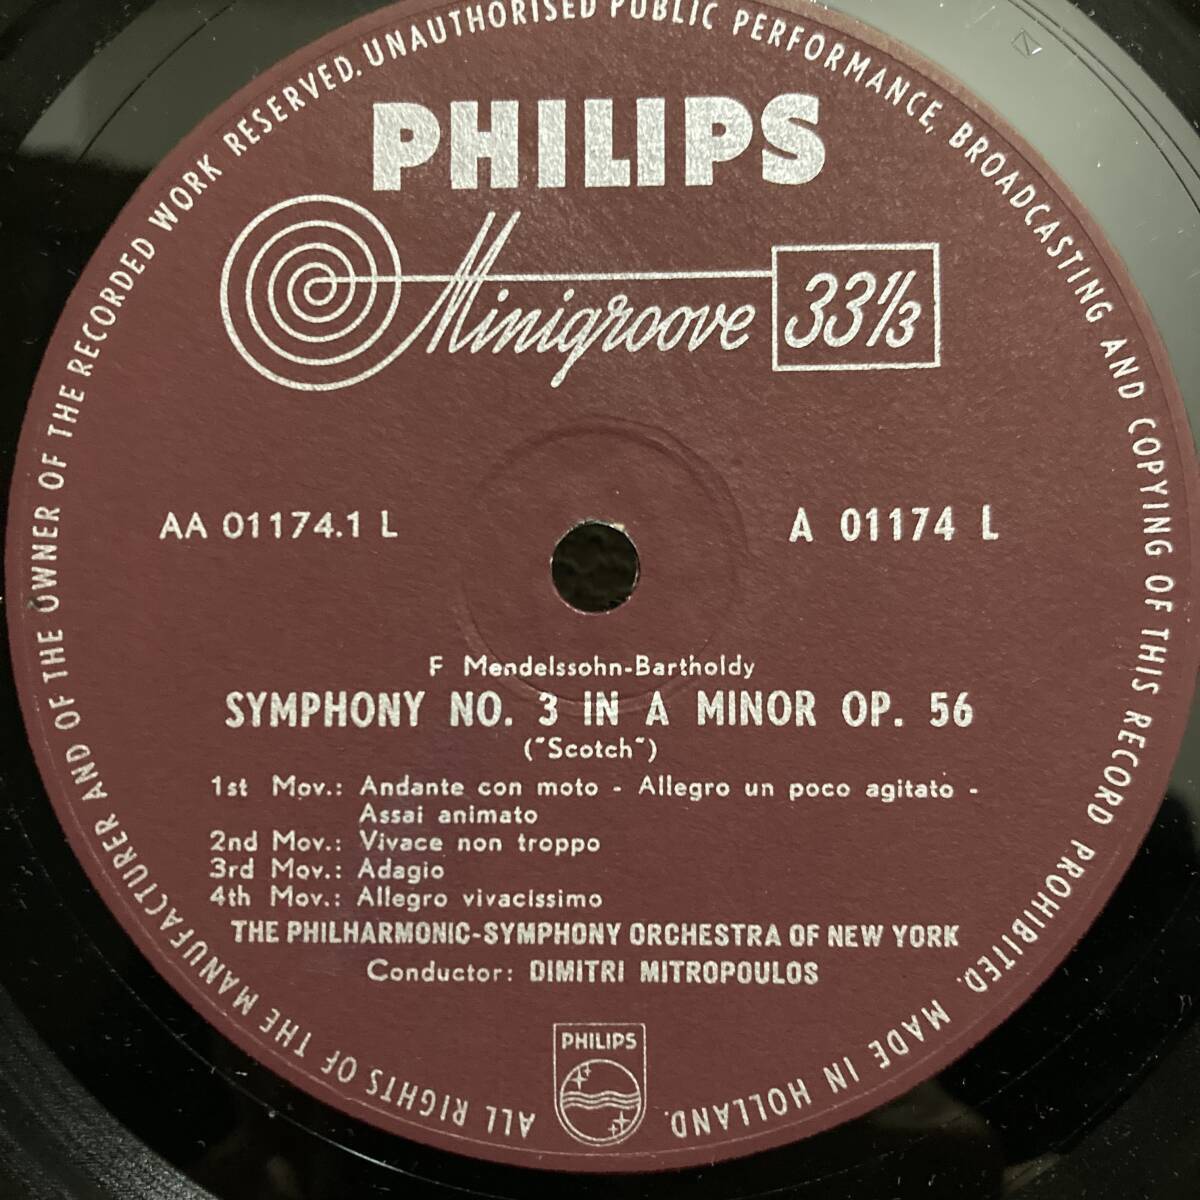 ALL RIGHTS OF THE MANUFACTURER AND OF THE OWNER OF THE RECORDED WORK RESERVED. UNAUTHORISED PUBLIC PERFORMANCE, BROADCASTING AND COPYING OF THIS RECORD PROHIBITED. MADE IN HOLLAND.
PHILIPS
Minigroove 33 1/3
AA 01174.1 L
A 01174 L
F Mendelssohn-Bartholdy
SYMPHONY NO. 3 IN A MINOR OP. 56
("Scotch")
1st Mov.: Andante con moto - Allegro un poco agitato -
Assai animato
2nd Mov.: Vivace non troppo
3rd Mov.: Adagio
4th Mov.: Allegro vivacissimo
THE PHILHARMONIC-SYMPHONY ORCHESTRA OF NEW YORK
Conductor: DIMITRI MITROPOULOS
PHILIPS